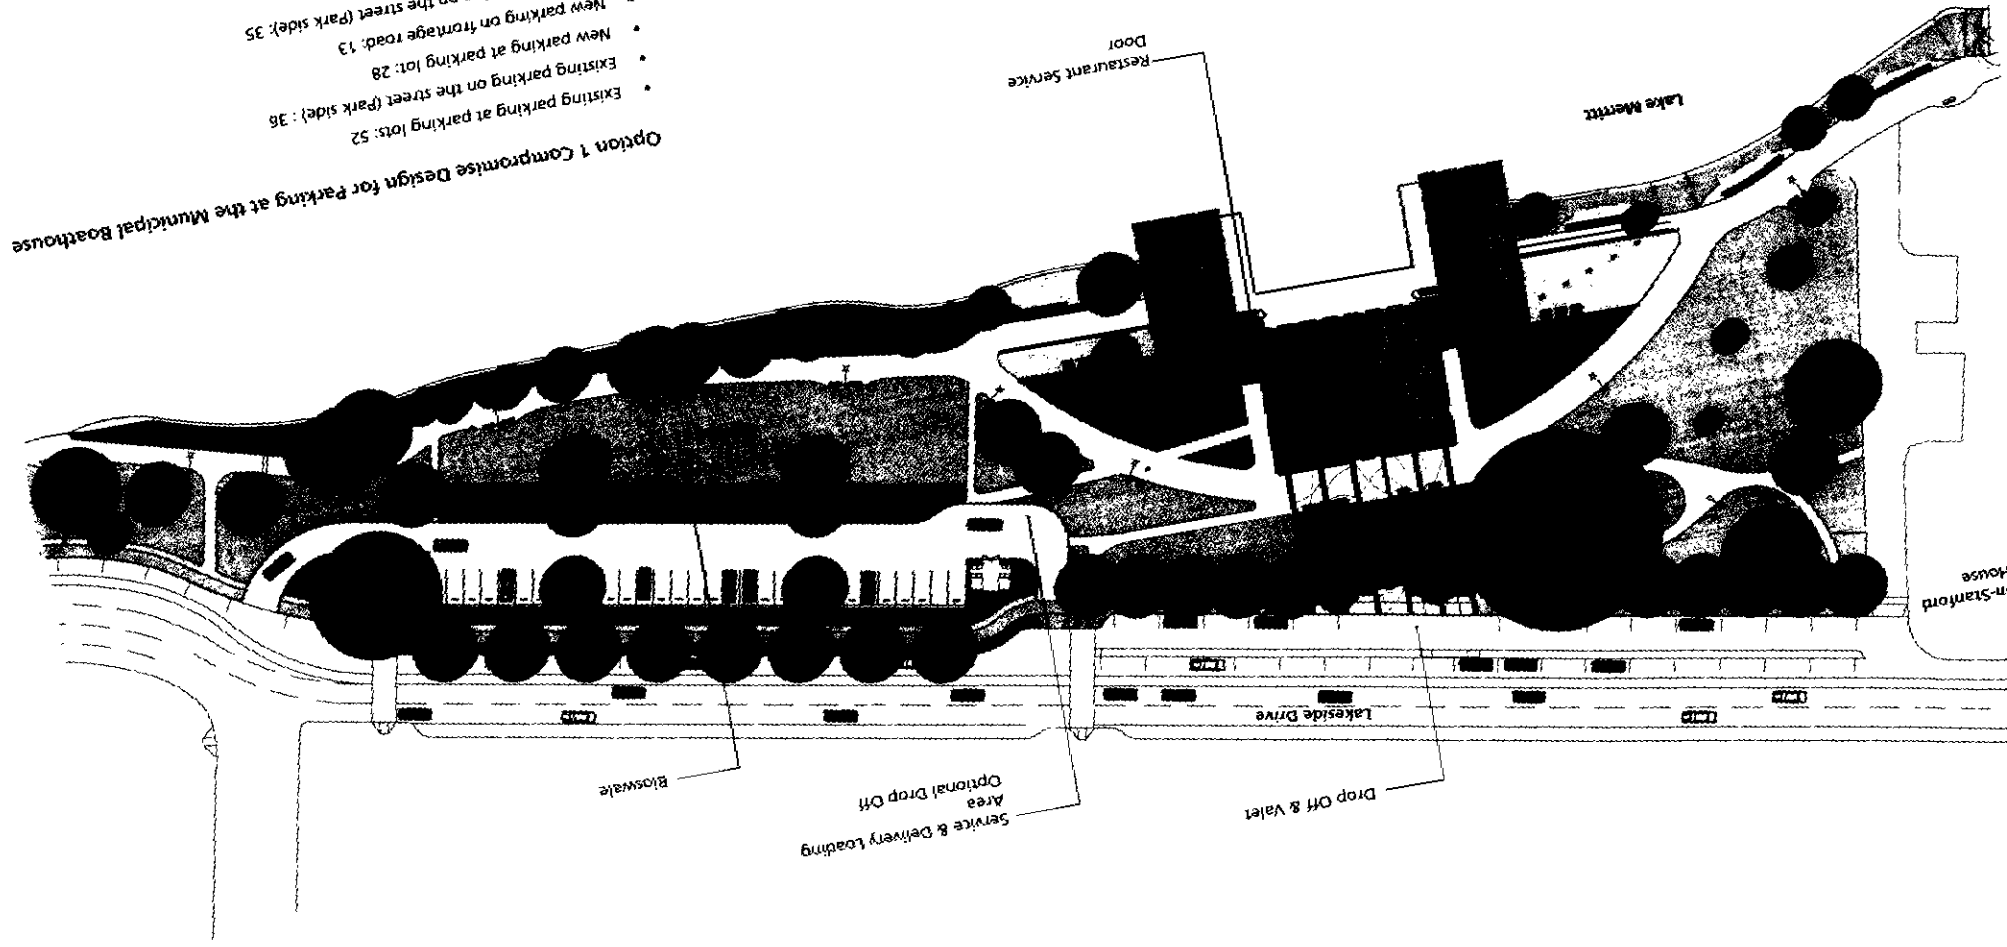 Drop Off & Valet
Service & Delivery Loading
Area
Optional Drop Off
Bioswale
Lakeside Drive
n-Stanford
House
Lake Merritt
Restaurant Service
Door
Option 1 Compromise Design for Parking at the Municipal Boathouse
• Existing parking at parking lots: 52
• Existing parking on the street (Park side) : 36
• New parking at parking lot: 28
• New parking on frontage road: 13
on the street (Park side): 35